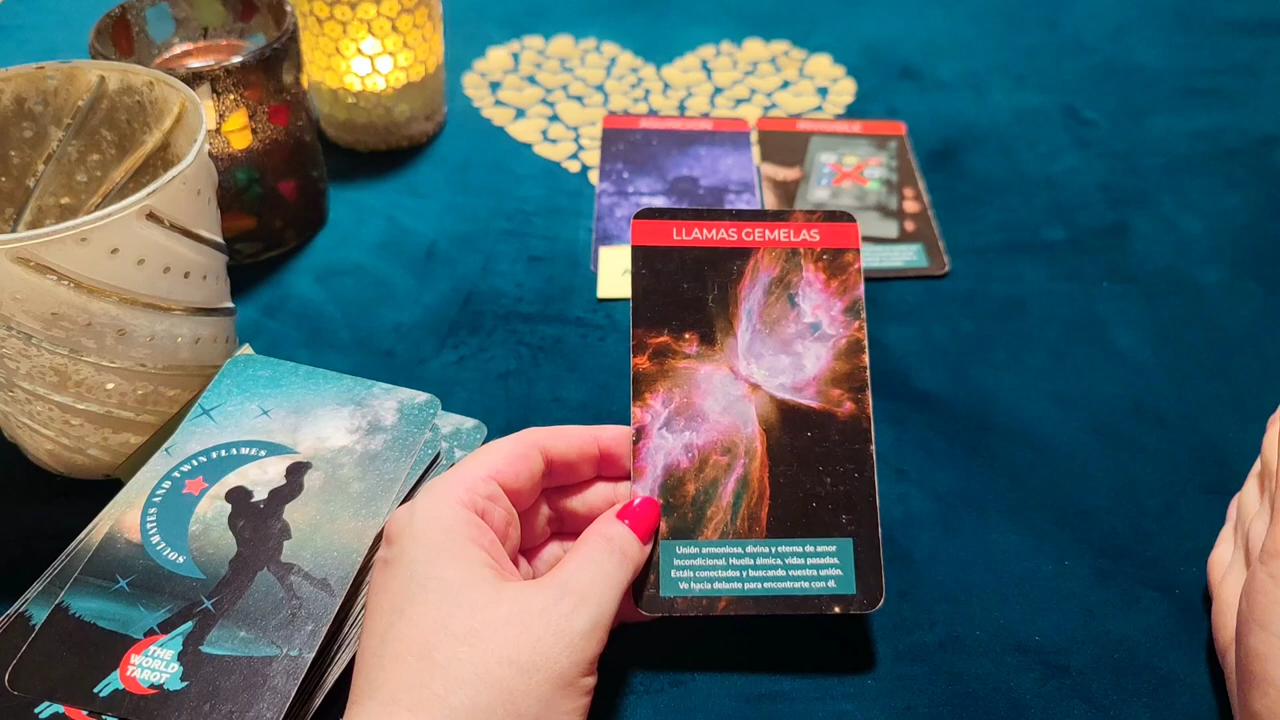 INVISIBLE
LLAMAS GEMELAS
Unión armoniosa, divina y eterna de amor
incondicional. Huella álmica, vidas pasadas.
Estáis conectados y buscando vuestra unión.
Ve hacia delante para encontrarte con él.
SOULMATES AND TWIN FLAMES
THE
WORLD
TAROT